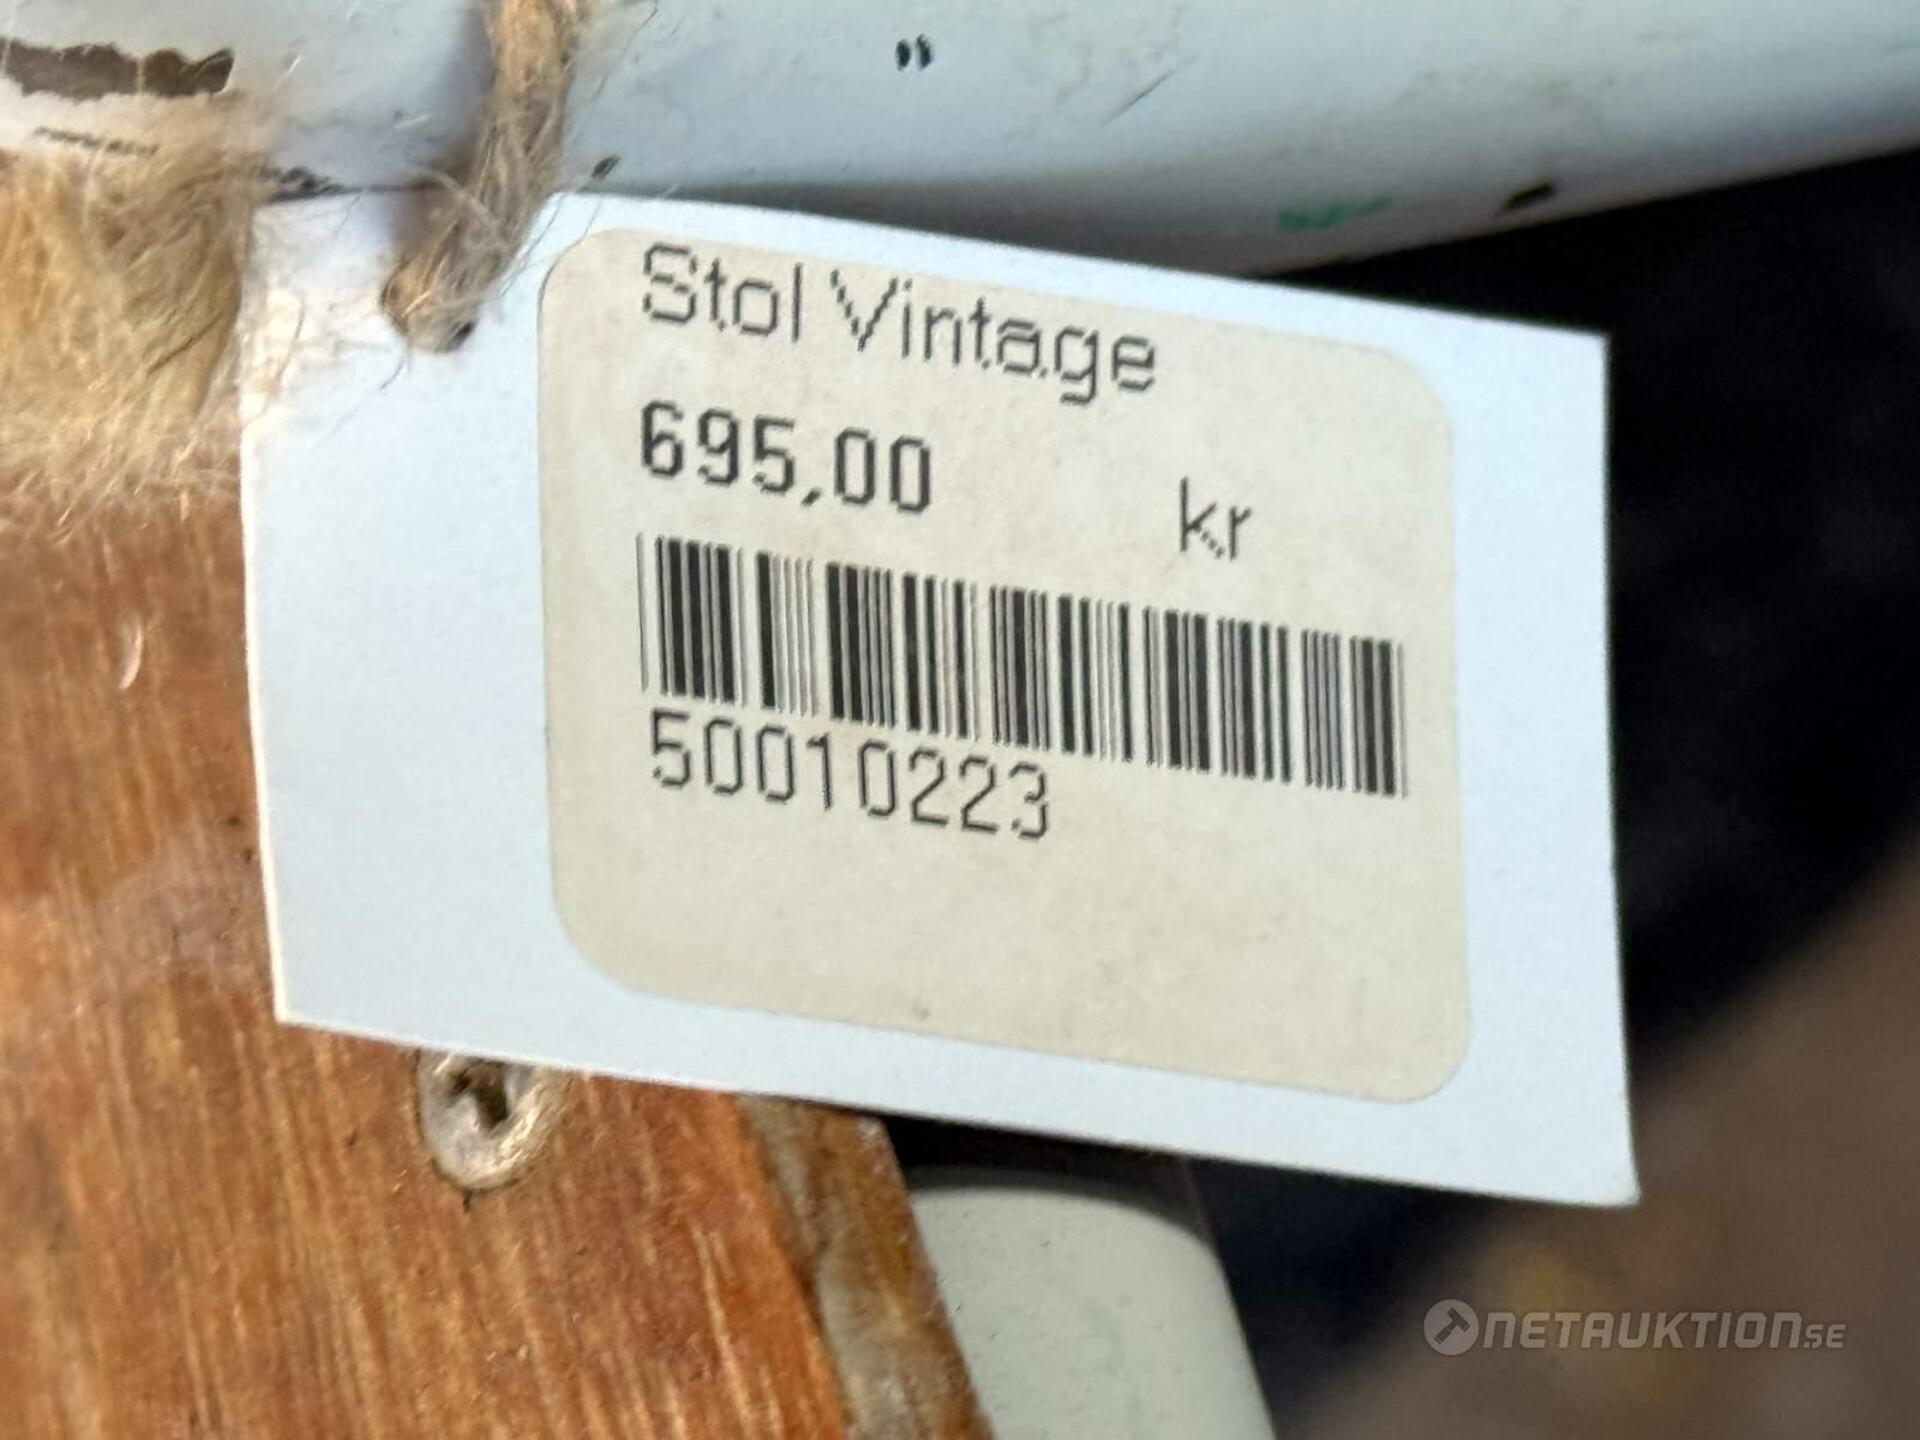 Stol Vintage
695,00 kr
50010223
NETAUKTION.SE